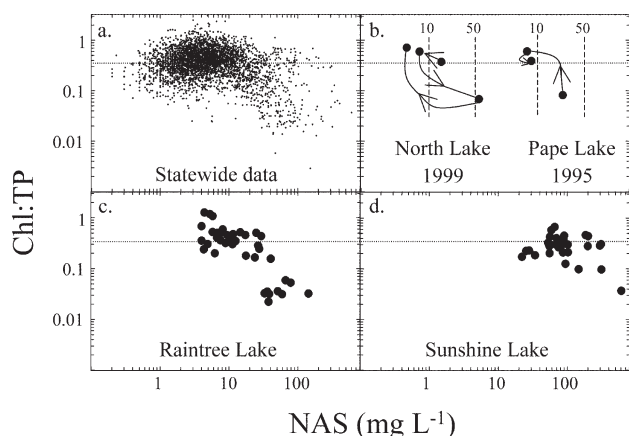 a.
b.
10
50
10
50
1
0.1
0.01
Statewide data
North Lake
1999
Pape Lake
1995
Chl:TP
c.
d.
1
0.1
0.01
Raintree Lake
Sunshine Lake
1
10
100
1
10
100
NAS (mg L-1)